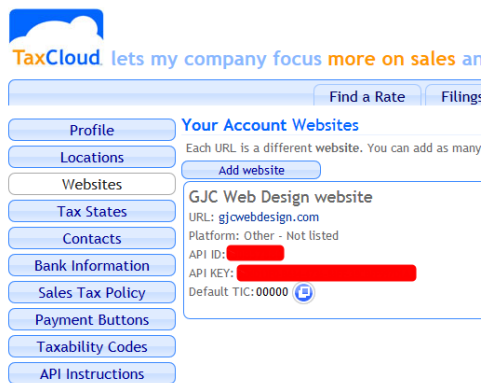 TaxCloud lets my company focus more on sales an
Find a Rate
Filings
Profile
Locations
Websites
Tax States
Contacts
Bank Information
Sales Tax Policy
Payment Buttons
Taxability Codes
API Instructions
Your Account Websites
Each URL is a different website. You can add as many
Add website
GJC Web Design website
URL: gjcwebdesign.com
Platform: Other - Not listed
API ID:
API KEY:
Default TIC: 00000